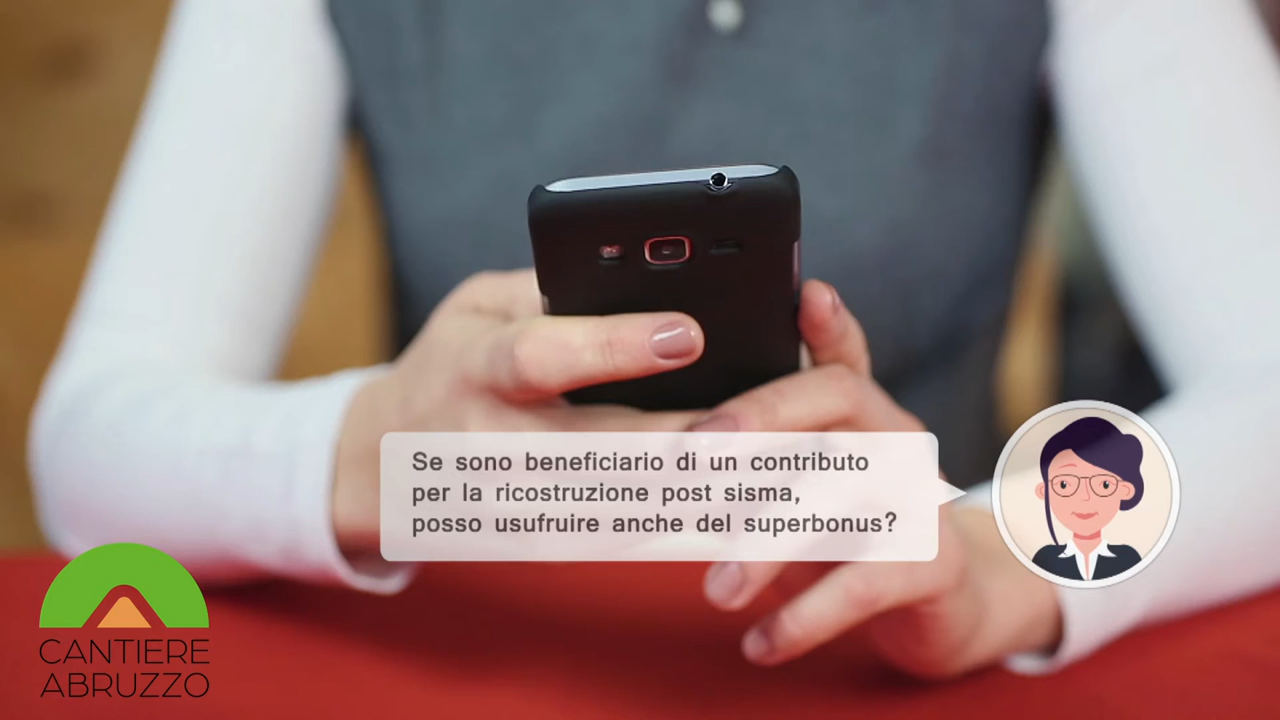 Se sono beneficiario di un contributo
per la ricostruzione post sisma,
posso usufruire anche del superbonus?
CANTIERE
ABRUZZO